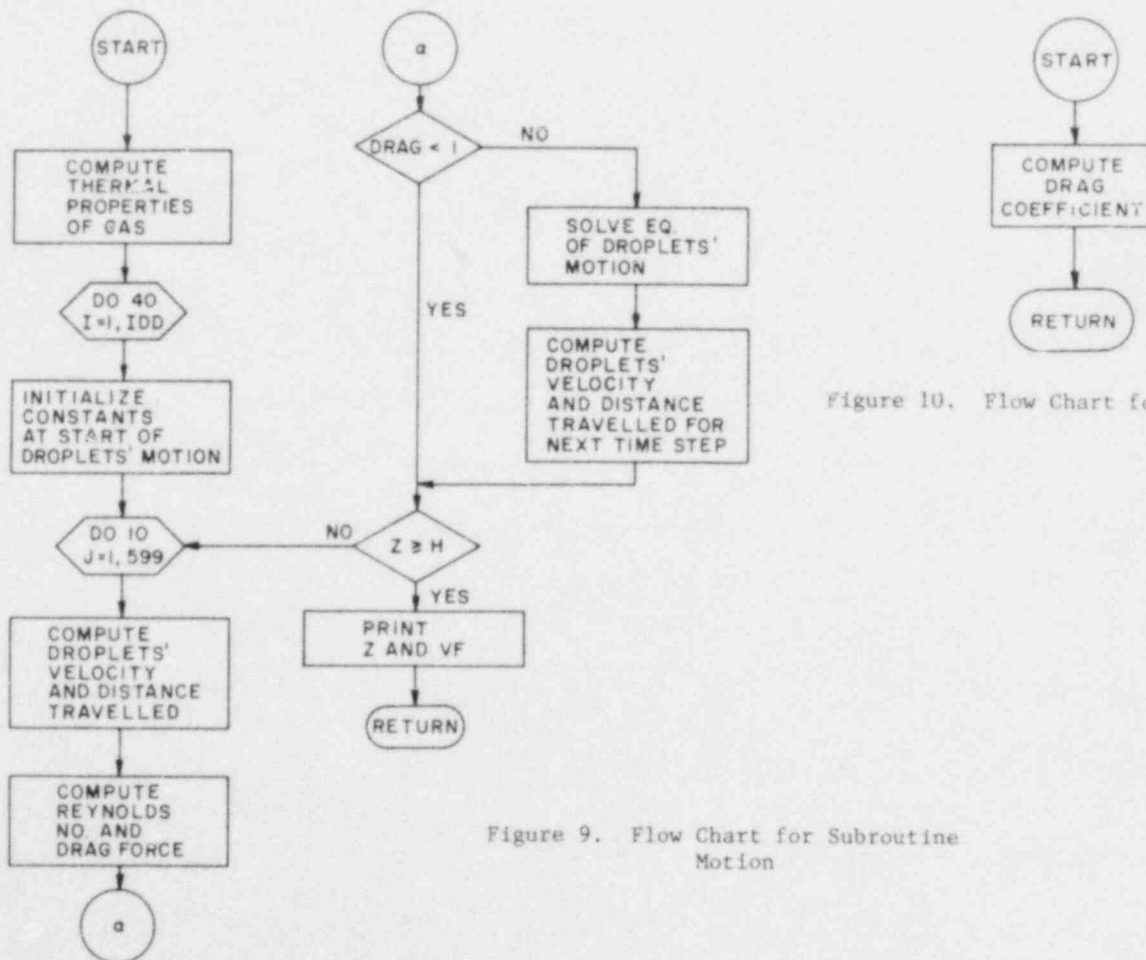 START
COMPUTE
THERMAL
PROPERTIES
OF GAS
DO 40
I=1, IDD
INITIALIZE
CONSTANTS
AT START OF
DROPLETS' MOTION
DO 10
J=1, 599
COMPUTE
DROPLETS'
VELOCITY
AND DISTANCE
TRAVELLED
COMPUTE
REYNOLDS
NO. AND
DRAG FORCE
a
a
DRAG < 1
NO
YES
SOLVE EQ.
OF DROPLETS'
MOTION
COMPUTE
DROPLETS'
VELOCITY
AND DISTANCE
TRAVELLED FOR
NEXT TIME STEP
NO
Z ≥ H
YES
PRINT
Z AND VF
RETURN
Figure 9. Flow Chart for Subroutine
Motion
START
COMPUTE
DRAG
COEFFICIENT
RETURN
Figure 10. Flow Chart fo